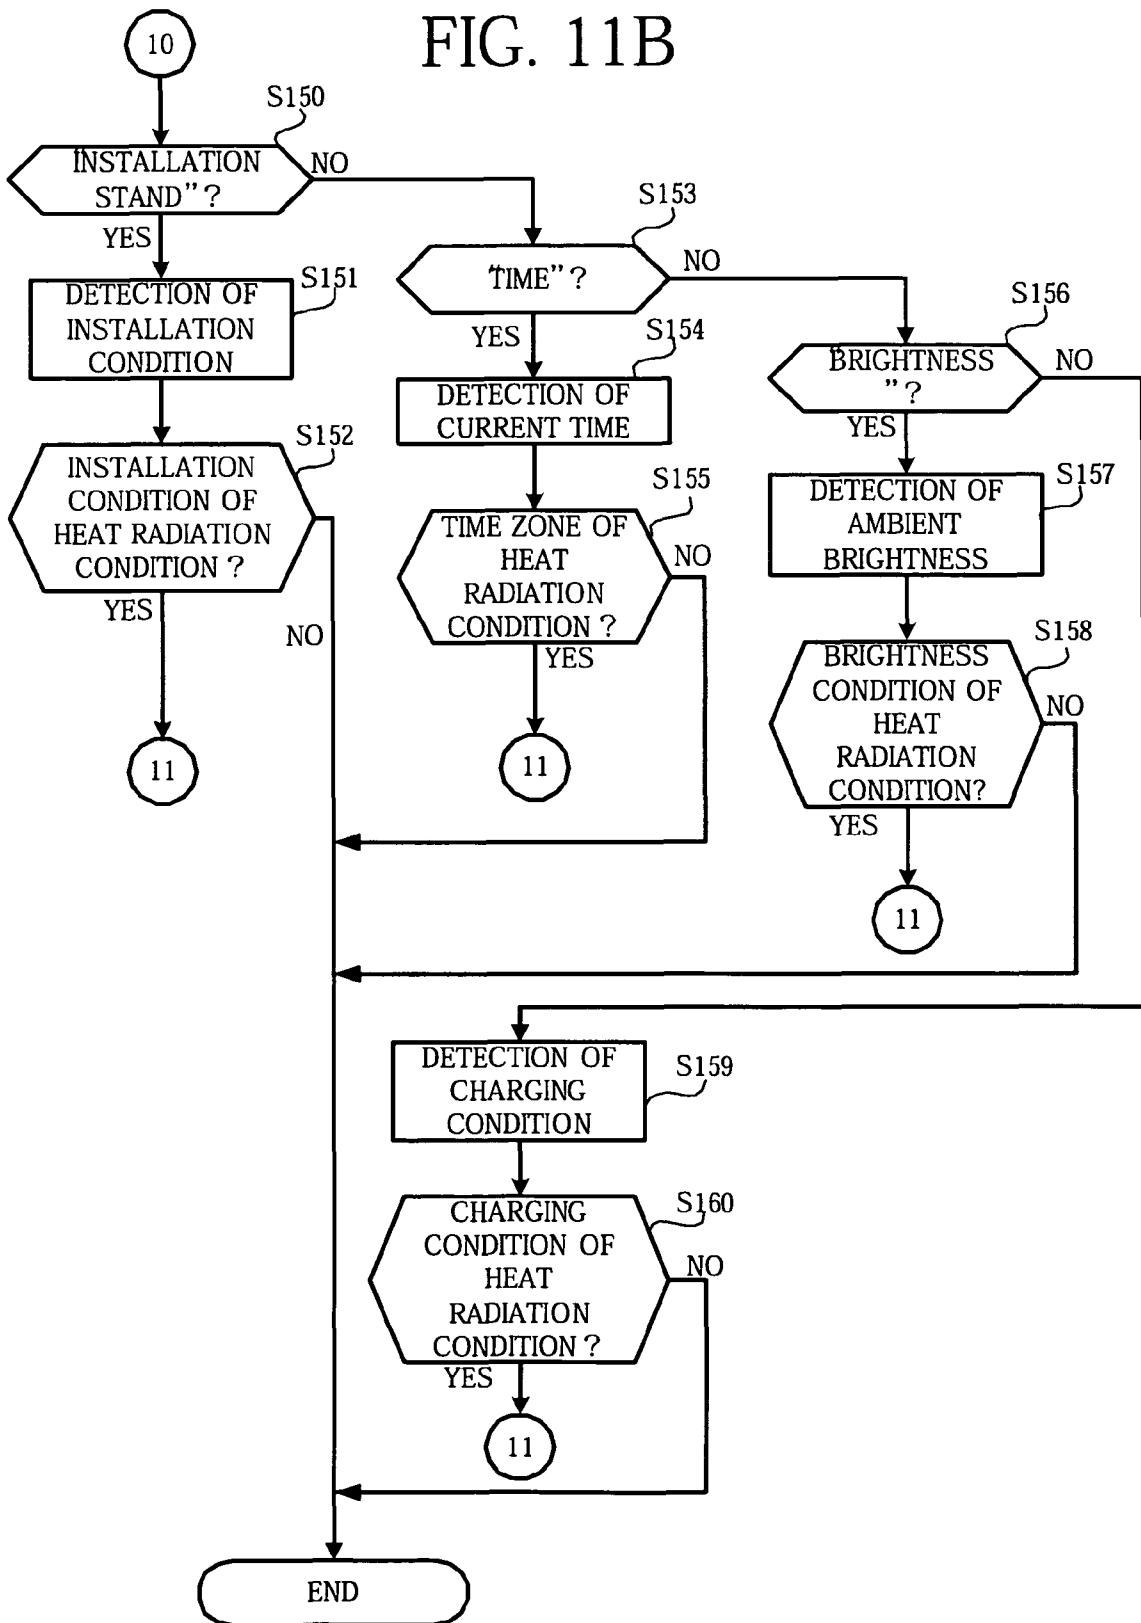 FIG. 11B
10
S150
"INSTALLATION
STAND"?
NO
YES
S151
DETECTION OF
INSTALLATION
CONDITION
S152
INSTALLATION
CONDITION OF
HEAT RADIATION
CONDITION?
YES
NO
11
S153
"TIME"?
NO
YES
S154
DETECTION OF
CURRENT TIME
S155
TIME ZONE OF
HEAT
RADIATION
CONDITION?
NO
YES
11
S156
"BRIGHTNESS
"?
NO
YES
S157
DETECTION OF
AMBIENT
BRIGHTNESS
S158
BRIGHTNESS
CONDITION OF
HEAT
RADIATION
CONDITION?
NO
YES
11
DETECTION OF
CHARGING
CONDITION
S159
S160
CHARGING
CONDITION OF
HEAT
RADIATION
CONDITION?
NO
YES
11
END